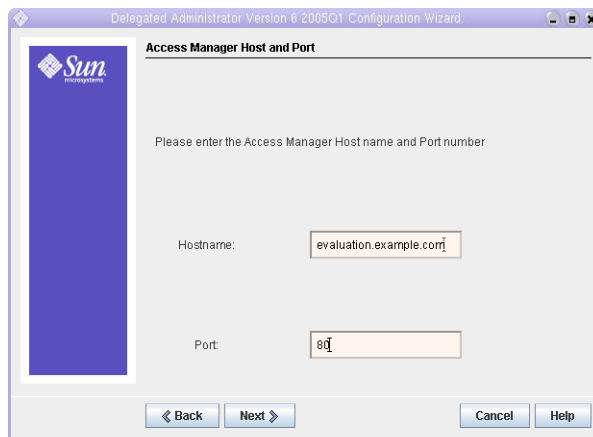 Delegated Administrator Version 6 2005Q1 Configuration Wizard.
Access Manager Host and Port
Sun
microsystems
Please enter the Access Manager Host name and Port number
Hostname:
evaluation.example.com
Port:
80
Back
Next
Cancel
Help